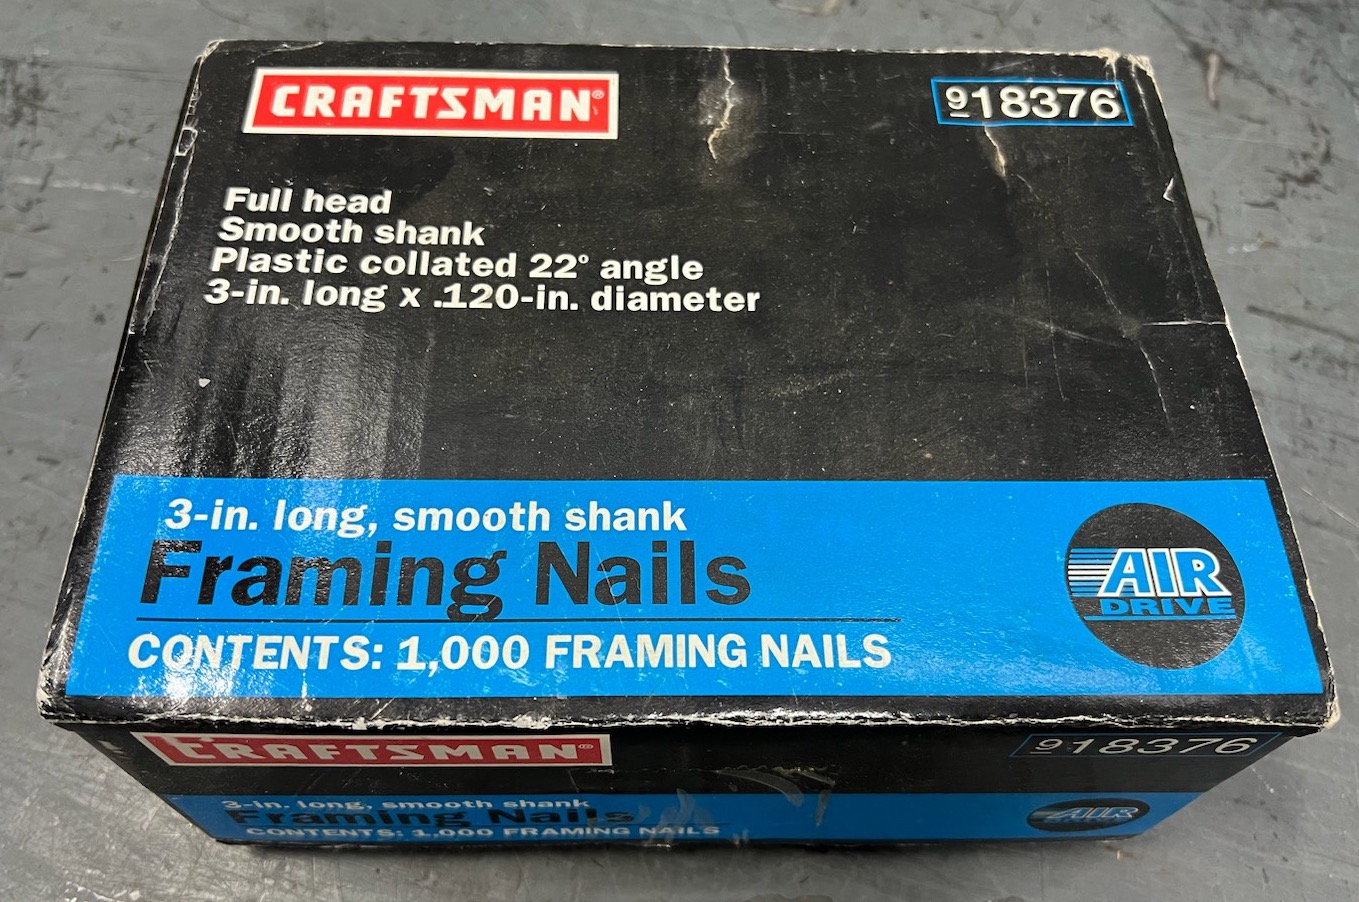 CRAFTSMAN®
918376
Full head
Smooth shank
Plastic collated 22° angle
3-in. long x .120-in. diameter
3-in. long, smooth shank
Framing Nails
CONTENTS: 1,000 FRAMING NAILS
AIR
DRIVE
CRAFTSMAN®
918376
3-in. long, smooth shank
Framing Nails
CONTENTS: 1,000 FRAMING NAILS
AIR